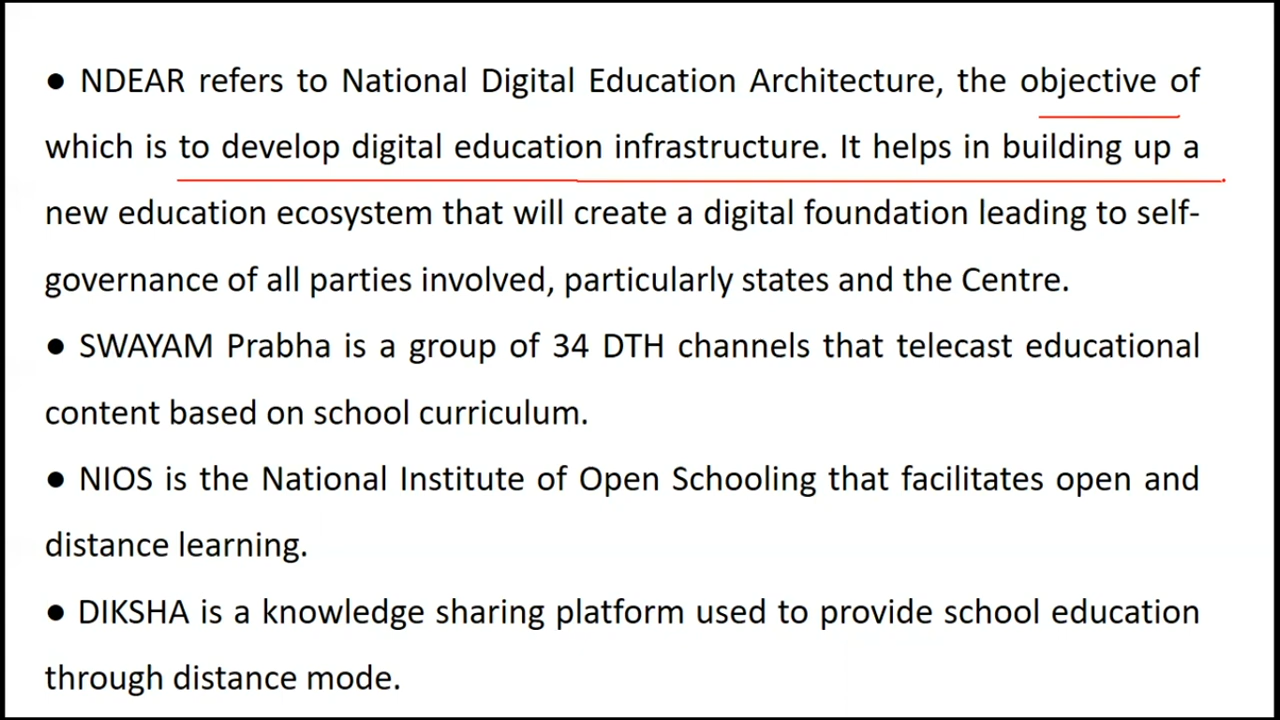 ● NDEAR refers to National Digital Education Architecture, the objective of
which is to develop digital education infrastructure. It helps in building up a
new education ecosystem that will create a digital foundation leading to self-
governance of all parties involved, particularly states and the Centre.
● SWAYAM Prabha is a group of 34 DTH channels that telecast educational
content based on school curriculum.
● NIOS is the National Institute of Open Schooling that facilitates open and
distance learning.
● DIKSHA is a knowledge sharing platform used to provide school education
through distance mode.